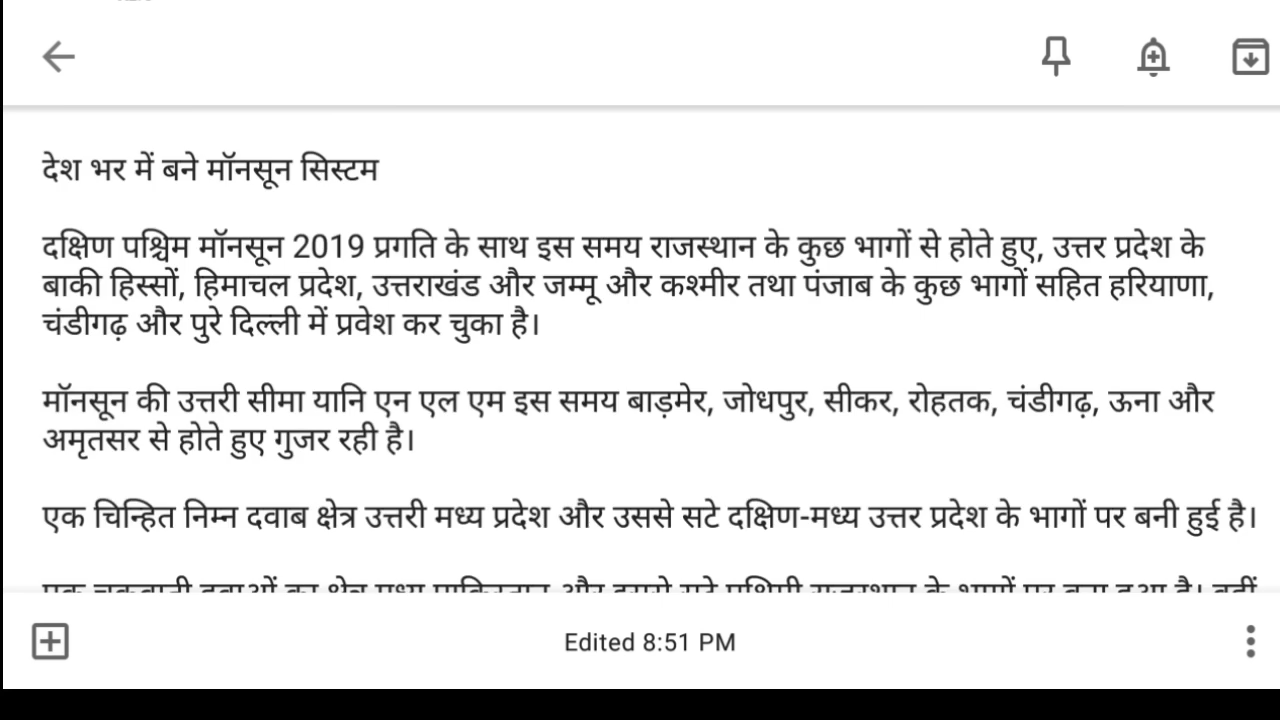 देश भर में बने मॉनसून सिस्टम
दक्षिण पश्चिम मॉनसून 2019 प्रगति के साथ इस समय राजस्थान के कुछ भागों से होते हुए, उत्तर प्रदेश के
बाकी हिस्सों, हिमाचल प्रदेश, उत्तराखंड और जम्मू और कश्मीर तथा पंजाब के कुछ भागों सहित हरियाणा,
चंडीगढ़ और पुरे दिल्ली में प्रवेश कर चुका है।
मॉनसून की उत्तरी सीमा यानि एन एल एम इस समय बाड़मेर, जोधपुर, सीकर, रोहतक, चंडीगढ़, ऊना और
अमृतसर से होते हुए गुजर रही है।
एक चिन्हित निम्न दवाब क्षेत्र उत्तरी मध्य प्रदेश और उससे सटे दक्षिण-मध्य उत्तर प्रदेश के भागों पर बनी हुई है।
Edited 8:51 PM